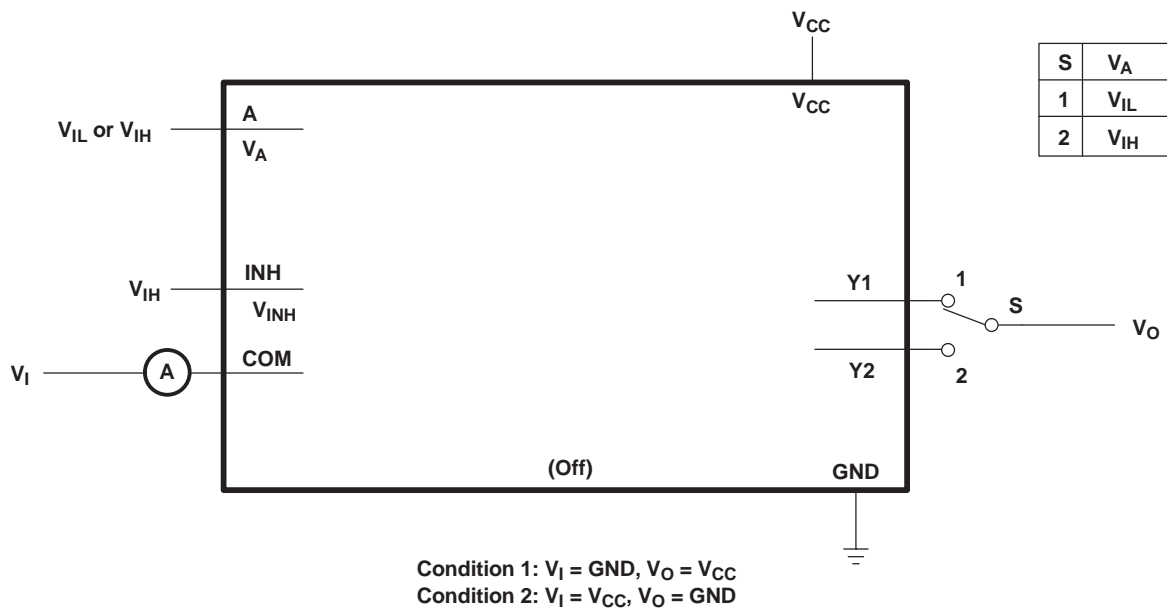 VCC
S VA
1 VIL
2 VIH
VCC
A
VIL or VIH
VA
INH
VIH
VINH
Y1
1
S
VO
COM
VI
A
Y2
2
(Off)
GND
Condition 1: VI = GND, VO = VCC
Condition 2: VI = VCC, VO = GND